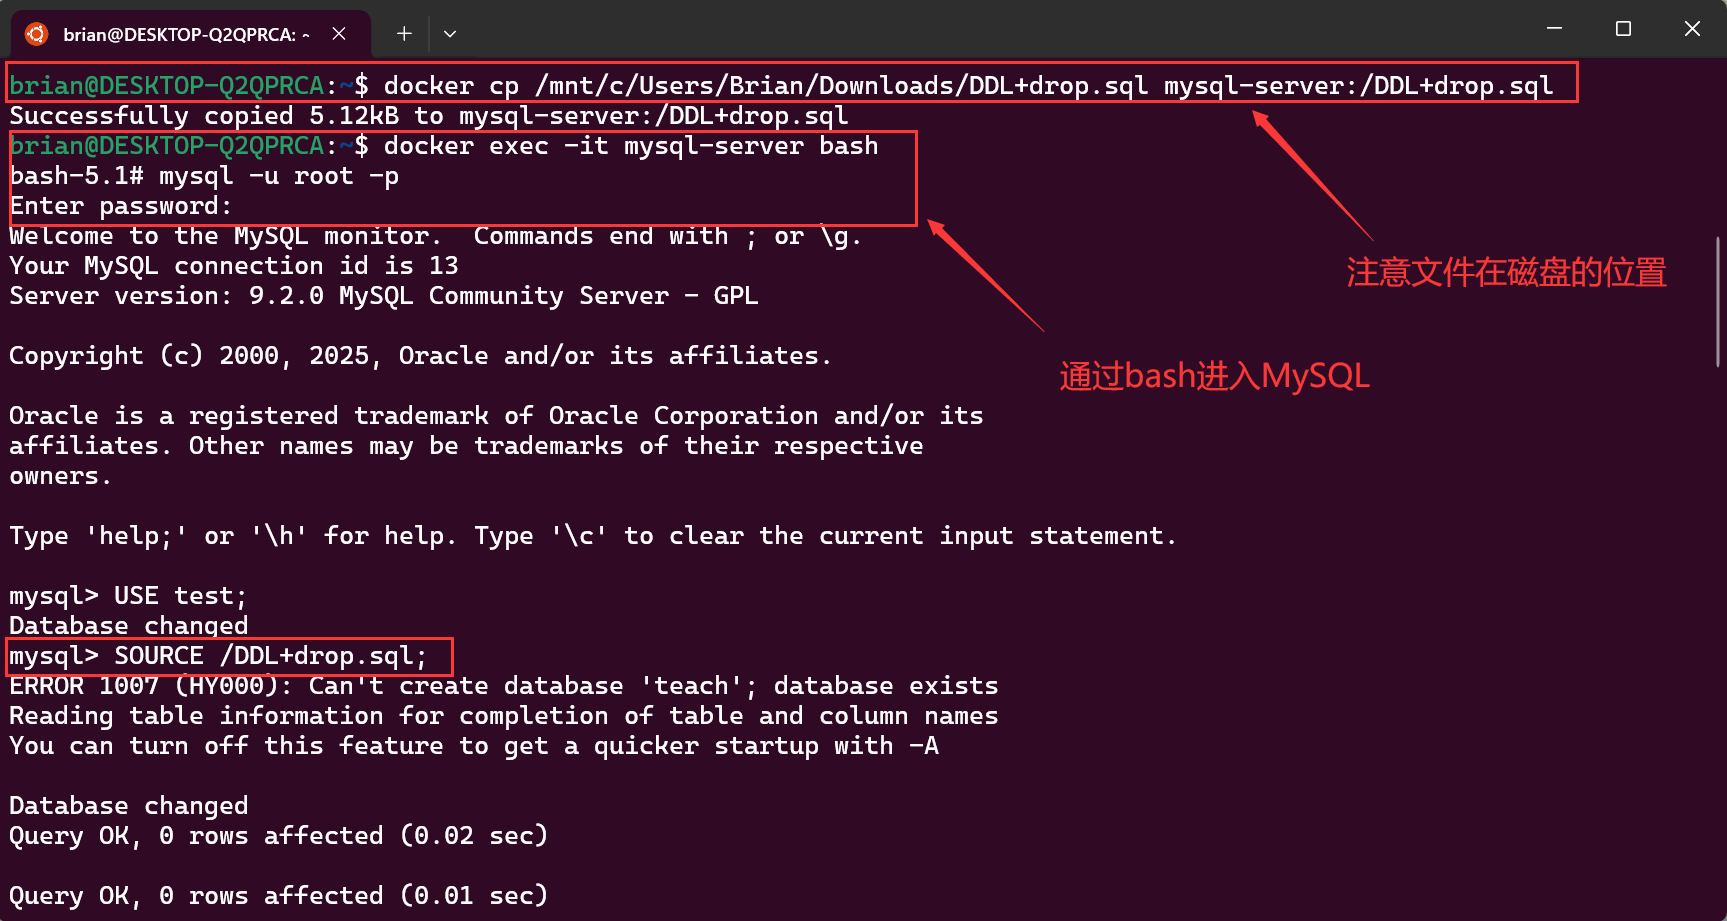 brian@DESKTOP-Q2QPRCA: ~
brian@DESKTOP-Q2QPRCA:~$ docker cp /mnt/c/Users/Brian/Downloads/DDL+drop.sql mysql-server:/DDL+drop.sql
Successfully copied 5.12kB to mysql-server:/DDL+drop.sql
brian@DESKTOP-Q2QPRCA:~$ docker exec -it mysql-server bash
bash-5.1# mysql -u root -p
Enter password:
Welcome to the MySQL monitor.  Commands end with ; or \g.
Your MySQL connection id is 13
注意文件在磁盘的位置
Server version: 9.2.0 MySQL Community Server - GPL
Copyright (c) 2000, 2025, Oracle and/or its affiliates.
通过bash进入MySQL
Oracle is a registered trademark of Oracle Corporation and/or its
affiliates. Other names may be trademarks of their respective
owners.
Type 'help;' or '\h' for help. Type '\c' to clear the current input statement.
mysql> USE test;
Database changed
mysql> SOURCE /DDL+drop.sql;
ERROR 1007 (HY000): Can't create database 'teach'; database exists
Reading table information for completion of table and column names
You can turn off this feature to get a quicker startup with -A
Database changed
Query OK, 0 rows affected (0.02 sec)
Query OK, 0 rows affected (0.01 sec)